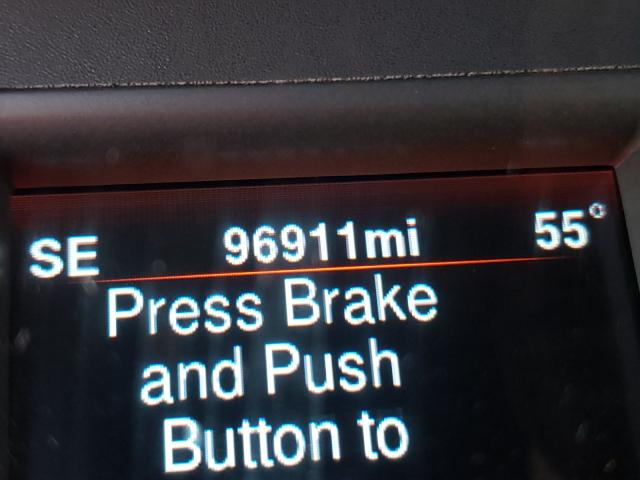 SE 96911mi 55°
Press Brake
and Push
Button to